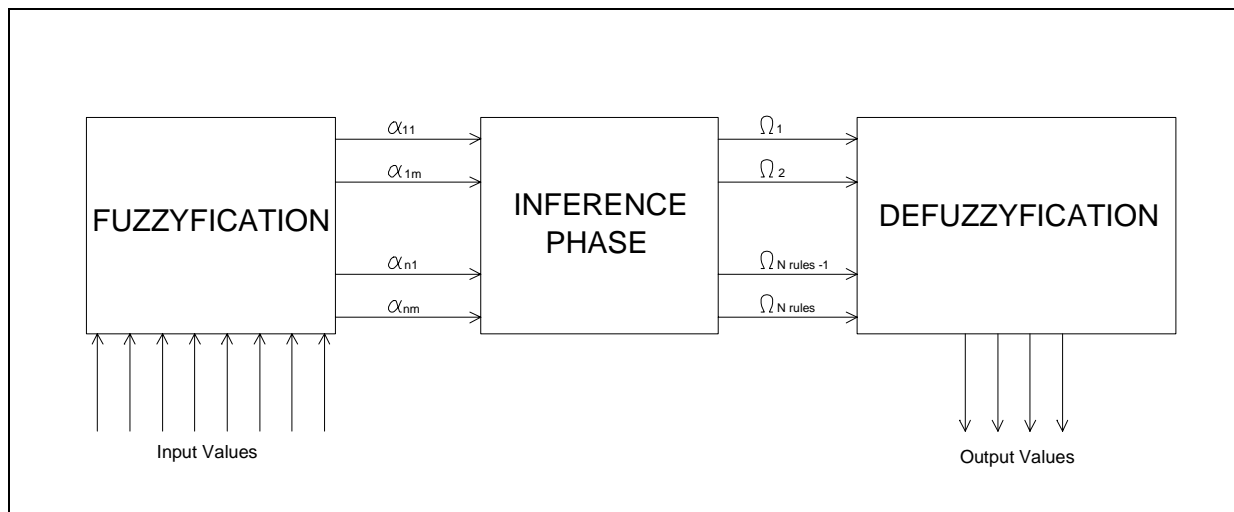 FUZZYFICATION
α11
α1m
αn1
αnm
INFERENCE
PHASE
Ω1
Ω2
ΩN rules -1
ΩN rules
DEFUZZYFICATION
Input Values
Output Values